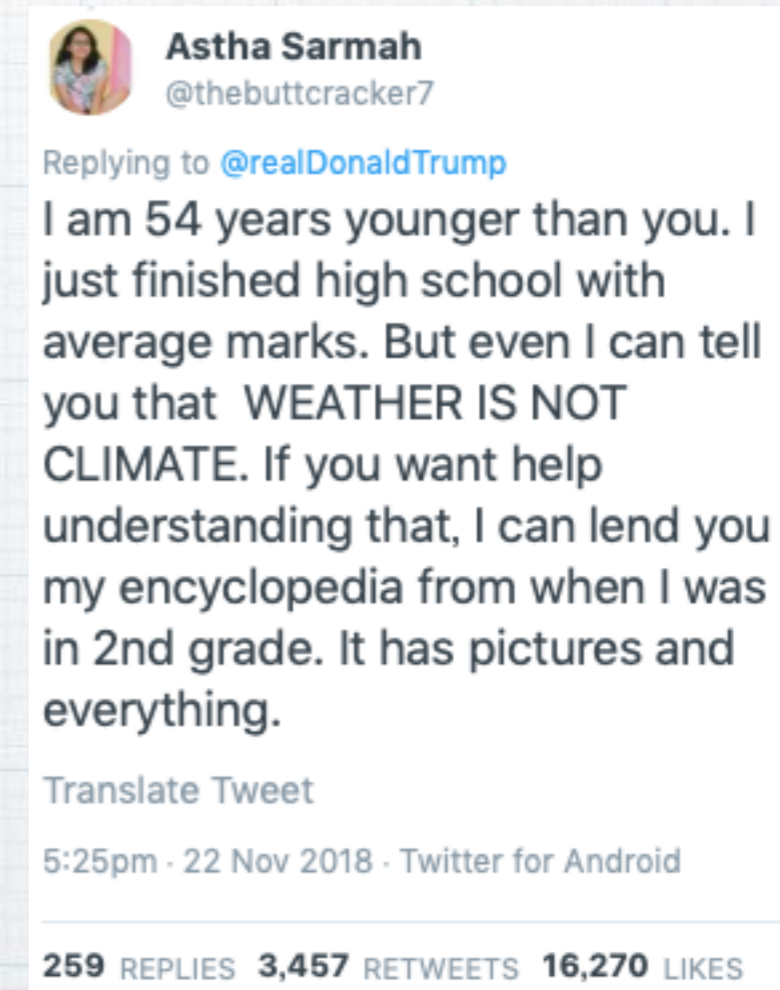 Astha Sarmah
@thebuttcracker7
Replying to @realDonaldTrump
I am 54 years younger than you. I
just finished high school with
average marks. But even I can tell
you that  WEATHER IS NOT
CLIMATE. If you want help
understanding that, I can lend you
my encyclopedia from when I was
in 2nd grade. It has pictures and
everything.
Translate Tweet
5:25pm · 22 Nov 2018 · Twitter for Android
259 REPLIES 3,457 RETWEETS 16,270 LIKES